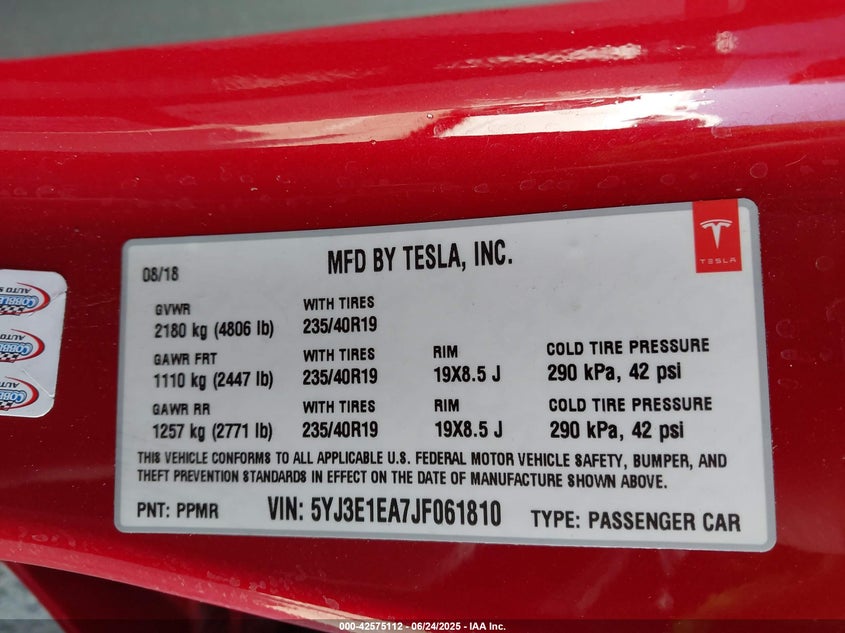 MFD BY TESLA, INC.
TESLA
08/18
GVWR
2180 kg (4806 lb)
WITH TIRES
235/40R19
GAWR FRT WITH TIRES RIM COLD TIRE PRESSURE
1110 kg (2447 lb) 235/40R19 19X8.5 J 290 kPa, 42 psi
GAWR RR WITH TIRES RIM COLD TIRE PRESSURE
1257 kg (2771 lb) 235/40R19 19X8.5 J 290 kPa, 42 psi
THIS VEHICLE CONFORMS TO ALL APPLICABLE U.S. FEDERAL MOTOR VEHICLE SAFETY, BUMPER, AND
THEFT PREVENTION STANDARDS IN EFFECT ON THE DATE OF MANUFACTURE SHOWN ABOVE.
PNT: PPMR VIN: 5YJ3E1EA7JF061810 TYPE: PASSENGER CAR
000-42575112 - 06/24/2025 - IAA Inc.